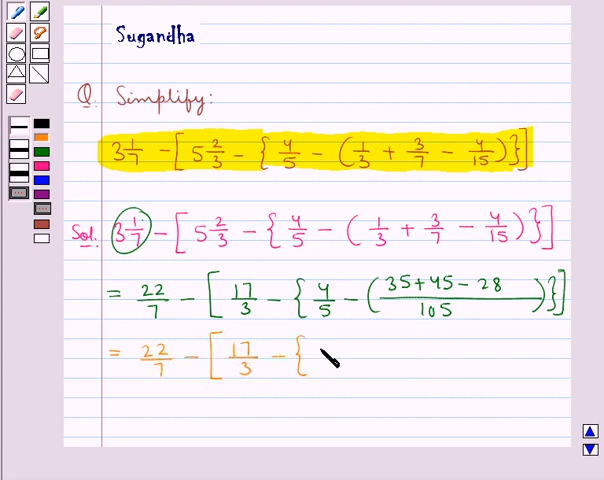 Sugandha
Q. Simplify:
3 1/7 - [5 2/3 - {4/5 - (1/3 + 3/7 - 4/15)}]
Sol. 3 1/7 - [5 2/3 - {4/5 - (1/3 + 3/7 - 4/15)}]
= 22/7 - [17/3 - {4/5 - (35+45-28/105)}]
= 22/7 - [17/3 - {